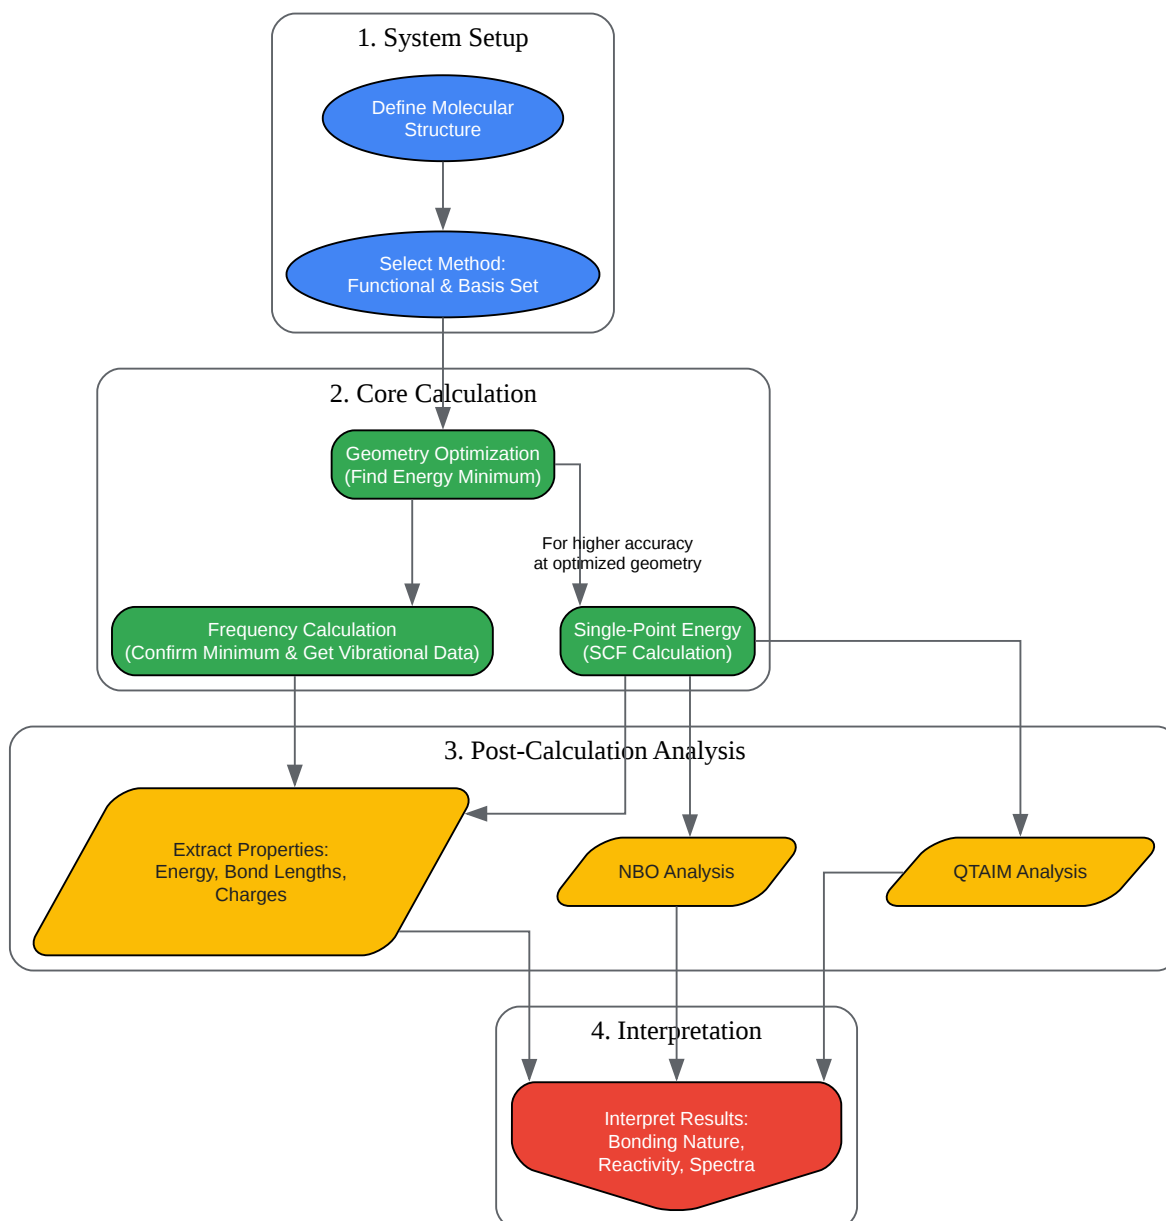 1. System Setup
Define Molecular
Structure
Select Method:
Functional & Basis Set
2. Core Calculation
Geometry Optimization
(Find Energy Minimum)
For higher accuracy
at optimized geometry
Frequency Calculation
(Confirm Minimum & Get Vibrational Data)
Single-Point Energy
(SCF Calculation)
3. Post-Calculation Analysis
Extract Properties:
Energy, Bond Lengths,
Charges
NBO Analysis
QTAIM Analysis
4. Interpretation
Interpret Results:
Bonding Nature,
Reactivity, Spectra